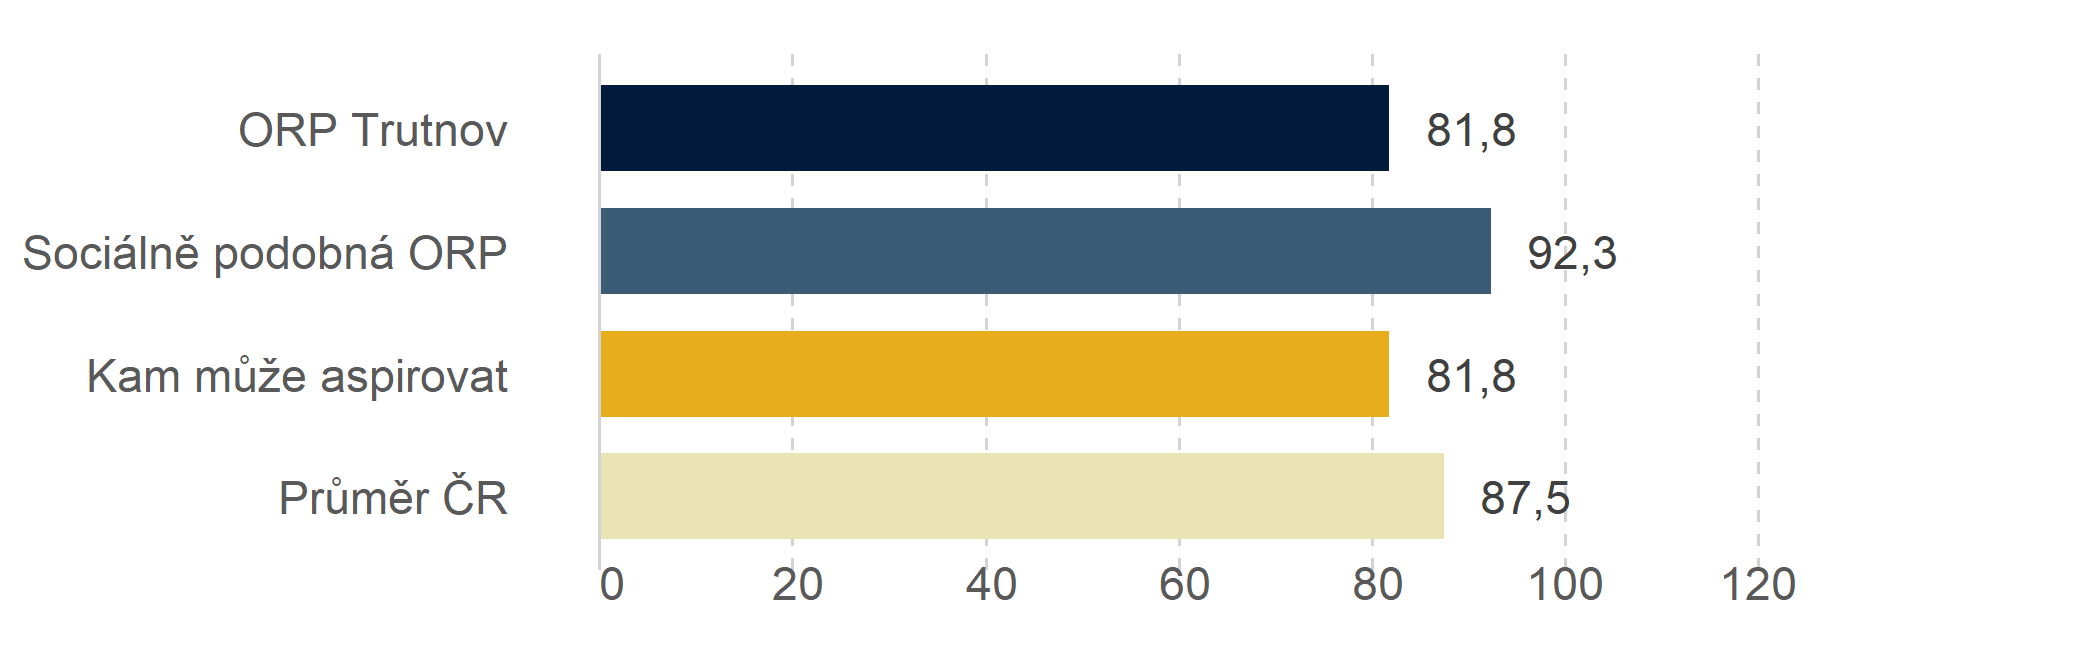 ORP Trutnov 81,8
Sociálně podobná ORP 92,3
Kam může aspirovat 81,8
Průměr ČR 87,5
0 20 40 60 80 100 120